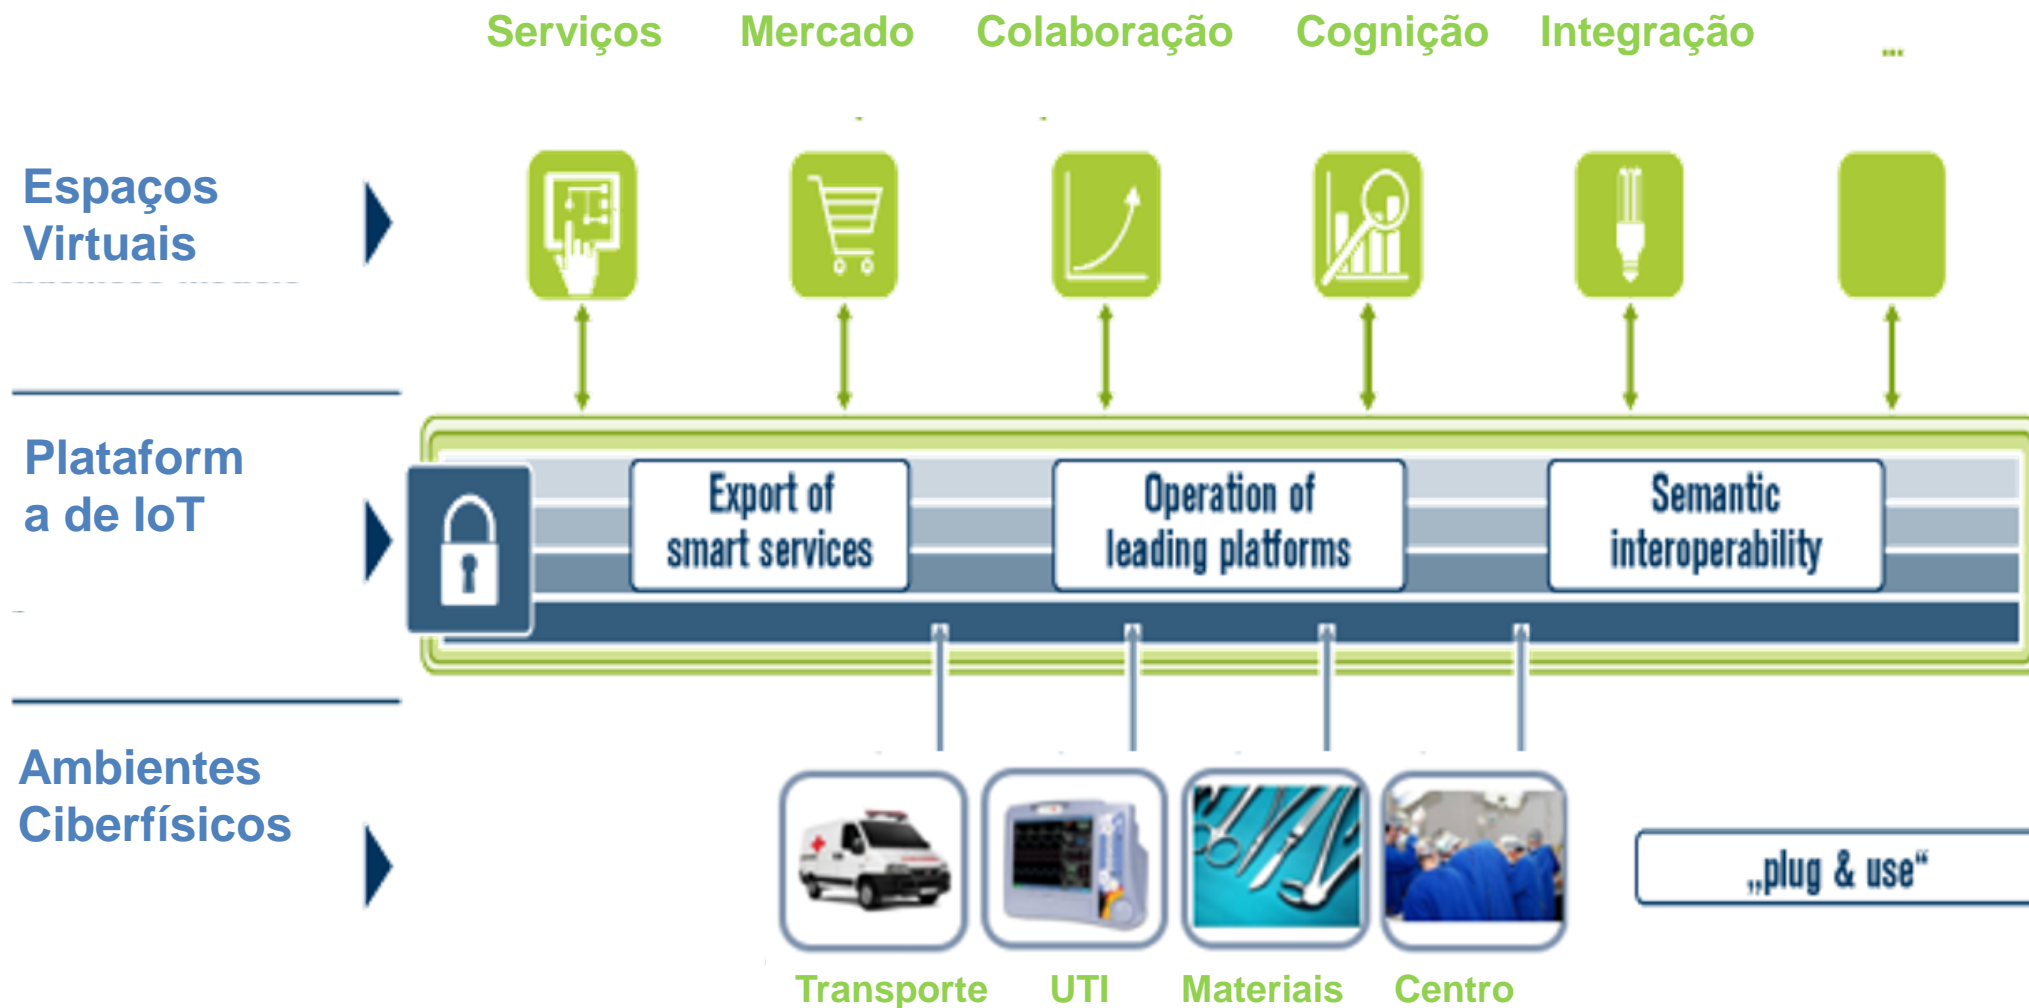 Serviços Mercado Colaboração Cognição Integração ...
Espaços
Virtuais
Plataform
a de IoT
Export of
smart services
Operation of
leading platforms
Semantic
interoperability
Ambientes
Ciberfísicos
„plug & use“
Transporte UTI Materiais Centro